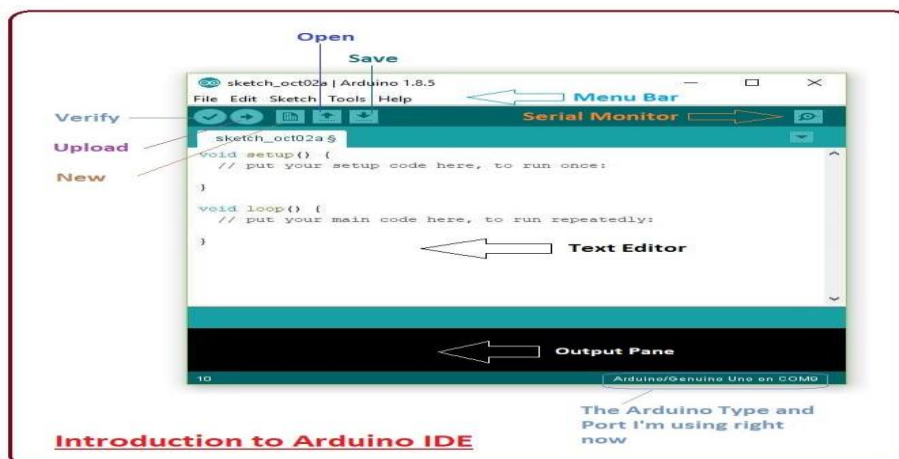 Open
Save
sketch_oct02a | Arduino 1.8.5
File Edit Sketch Tools Help
Menu Bar
Verify
Serial Monitor
Upload
sketch_oct02a §
New
void setup() {
// put your setup code here, to run once:
}
void loop() {
// put your main code here, to run repeatedly:
}
Text Editor
Output Pane
10
Arduino/Genuino Uno on COM9
The Arduino Type and
Port I'm using right
now
Introduction to Arduino IDE